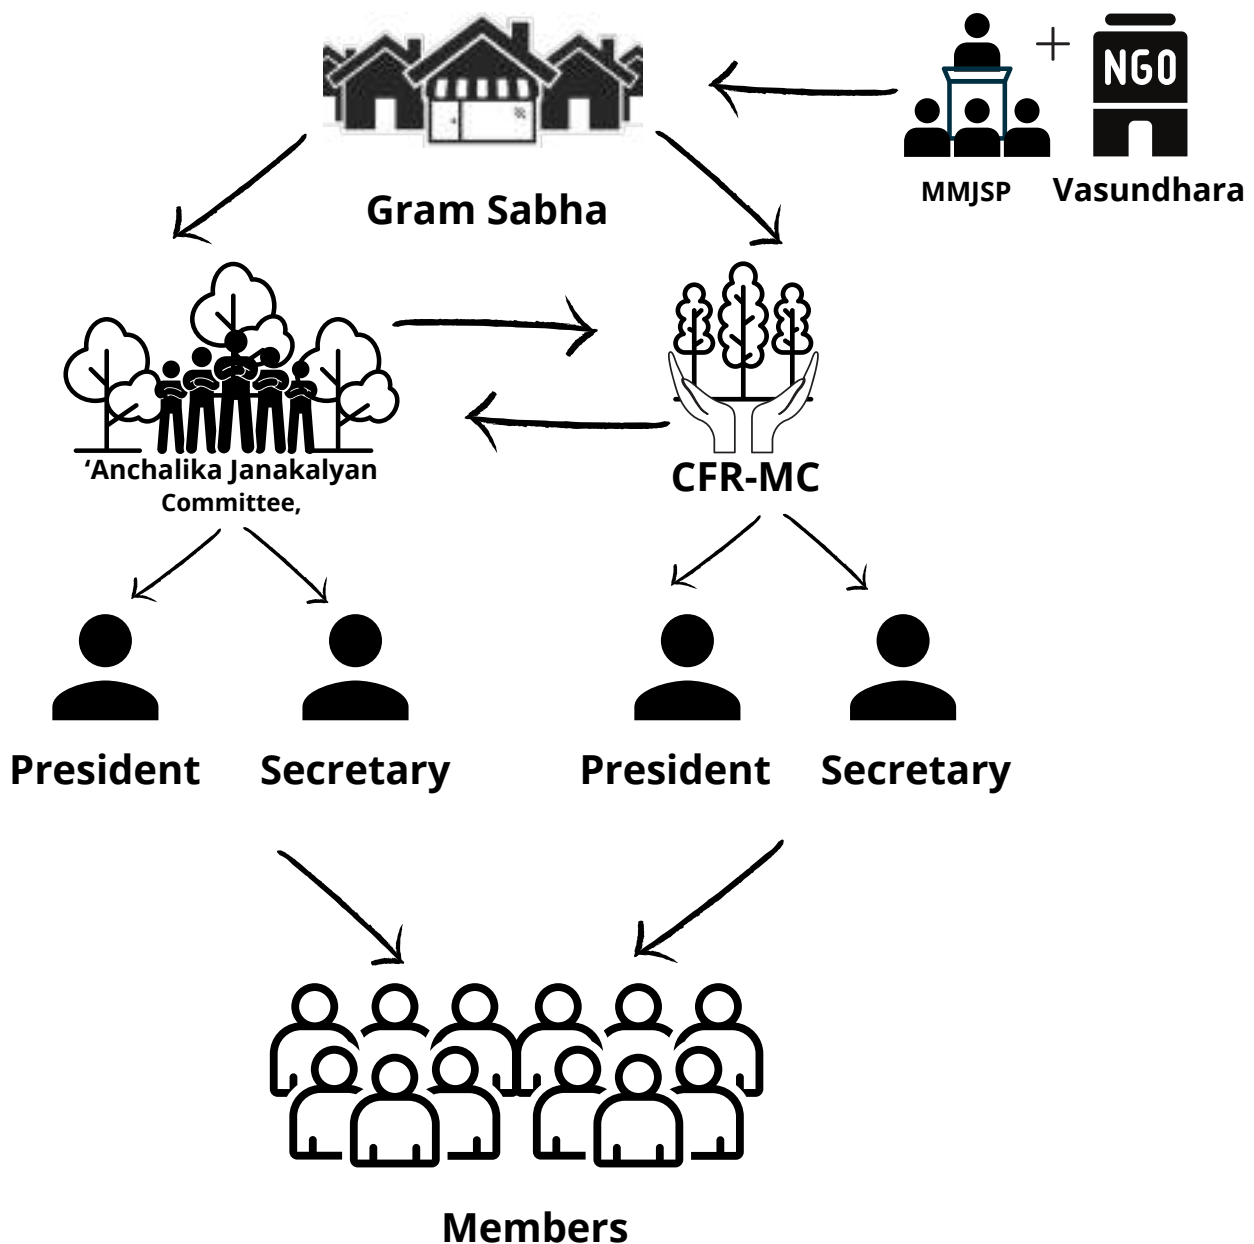 NGO
MMJSP
Vasundhara
Gram Sabha
‘Anchalika Janakalyan
Committee,
CFR-MC
President
Secretary
President
Secretary
Members